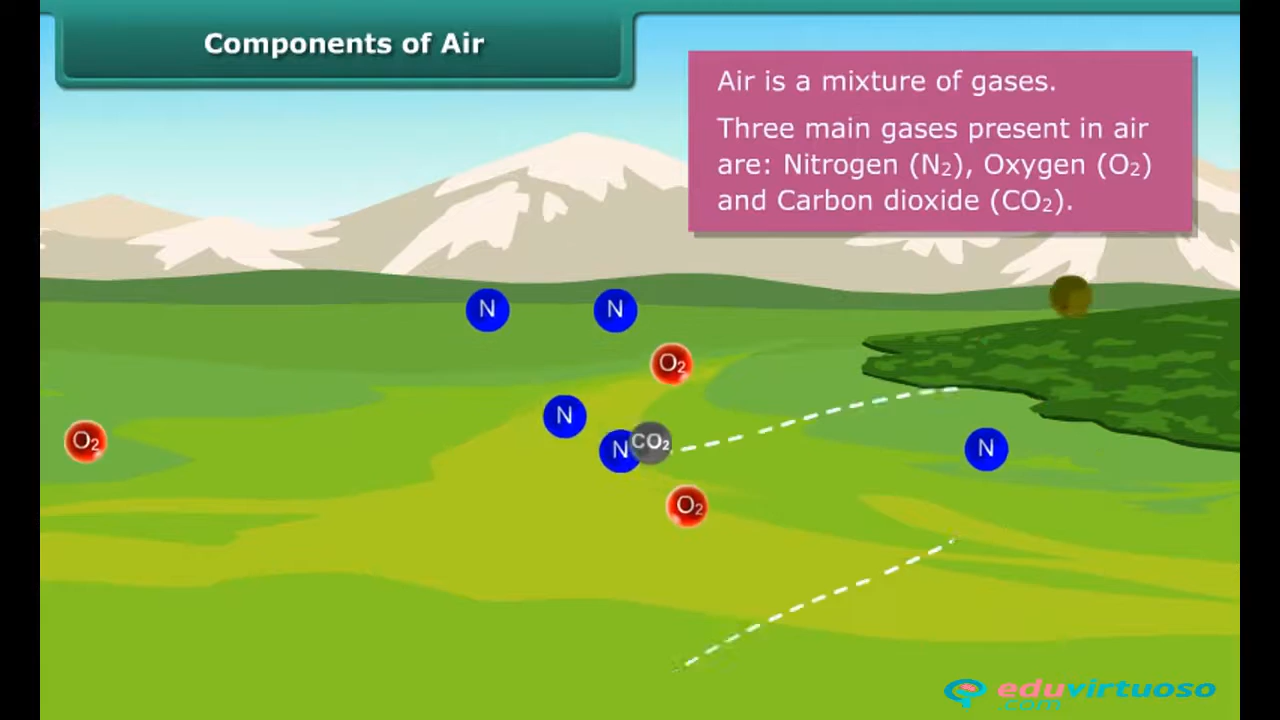 Components of Air
Air is a mixture of gases.
Three main gases present in air
are: Nitrogen (N₂), Oxygen (O₂)
and Carbon dioxide (CO₂).
N
N
O₂
N
O₂
N
CO₂
N
O₂
eduvirtuoso
.com